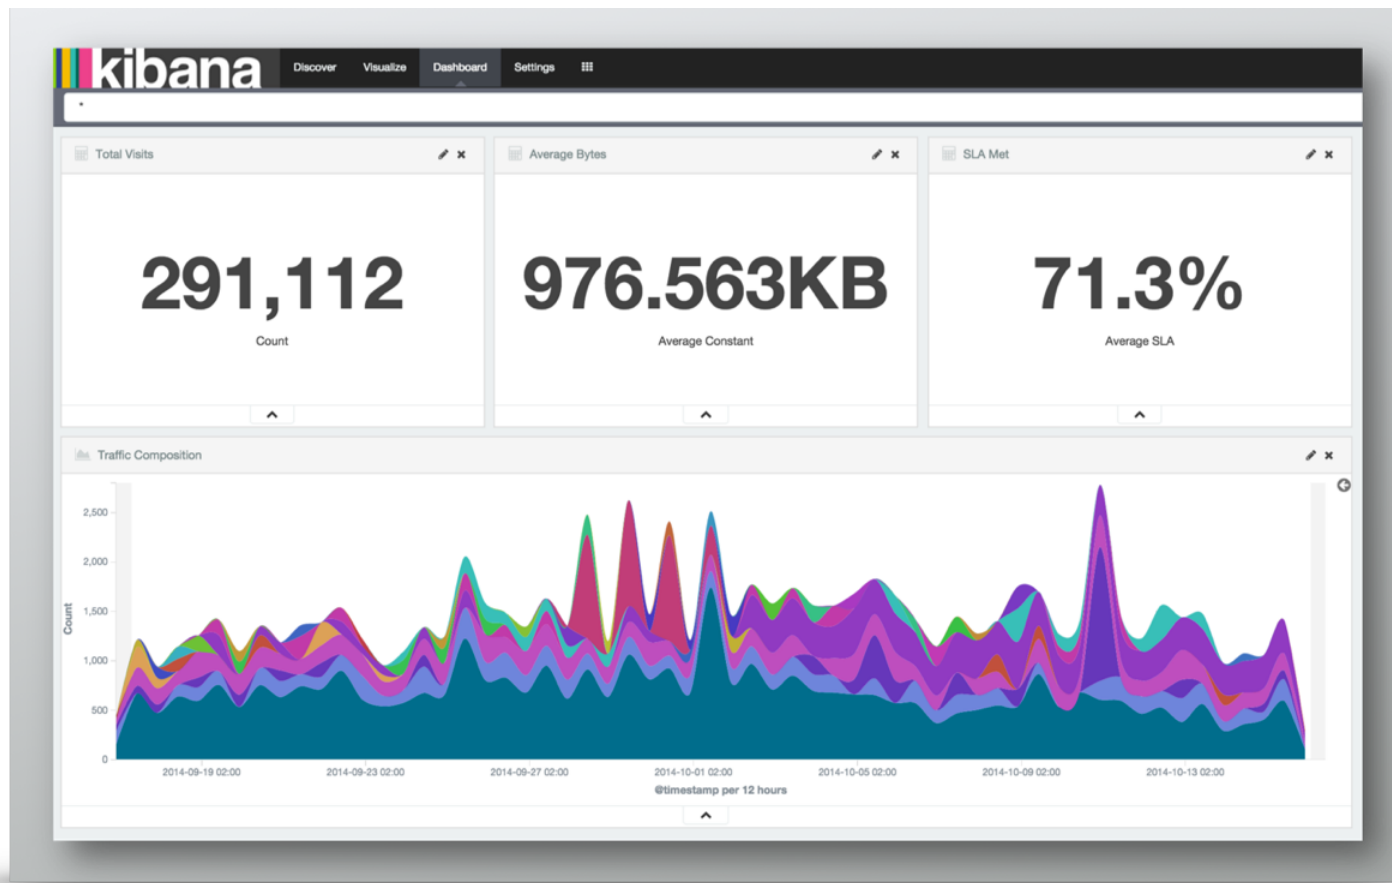 kibana Discover Visualize Dashboard Settings
*
Total Visits
291,112
Count
Average Bytes
976.563KB
Average Constant
SLA Met
71.3%
Average SLA
Traffic Composition
Count
2,500
2,000
1,500
1,000
500
0
2014-09-19 02:00 2014-09-23 02:00 2014-09-27 02:00 2014-10-01 02:00 2014-10-05 02:00 2014-10-09 02:00 2014-10-13 02:00
@timestamp per 12 hours